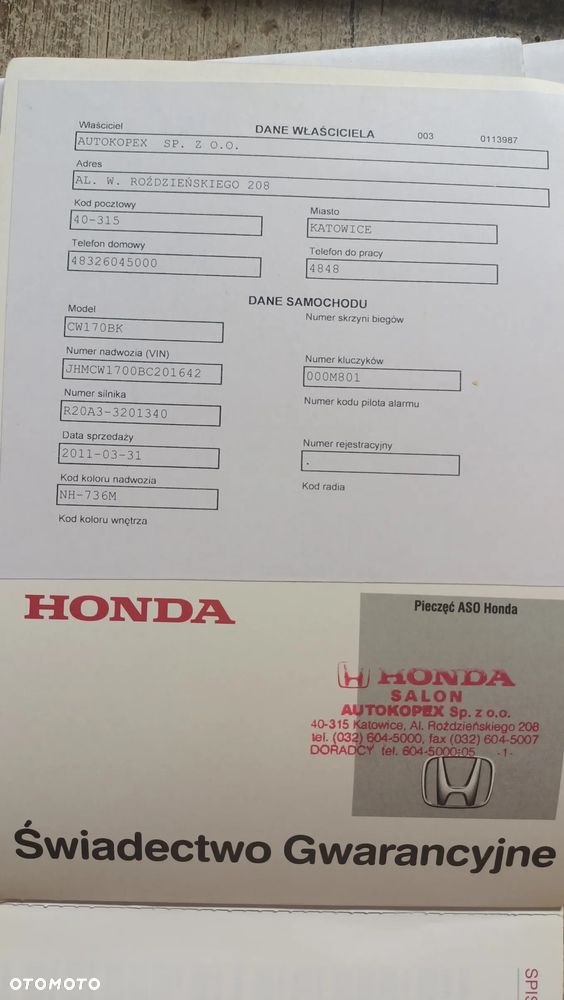 Właściciel DANE WŁAŚCICIELA 003 0113987
AUTOKOPEX SP. Z O.O.
Adres
AL. W. ROŹDZIEŃSKIEGO 208
Kod pocztowy Miasto
40-315 KATOWICE
Telefon domowy Telefon do pracy
48326045000 4848
DANE SAMOCHODU
Model Numer skrzyni biegów
CW170BK
Numer nadwozia (VIN) Numer kluczyków
JHMCW1700BC201642 000M801
Numer silnika Numer kodu pilota alarmu
R20A3-3201340
Data sprzedaży Numer rejestracyjny
2011-03-31 .
Kod koloru nadwozia Kod radia
NH-736M
Kod koloru wnętrza
HONDA
Pieczęć ASO Honda
HONDA
SALON
AUTOKOPEX Sp. z o.o.
40-315 Katowice, Al. Roździeńskiego 208
tel. (032) 604-5000, fax (032) 604-5007
DORADCY tel. 604-5000÷05 -1-
Świadectwo Gwarancyjne
SPIS
OTOMOTO